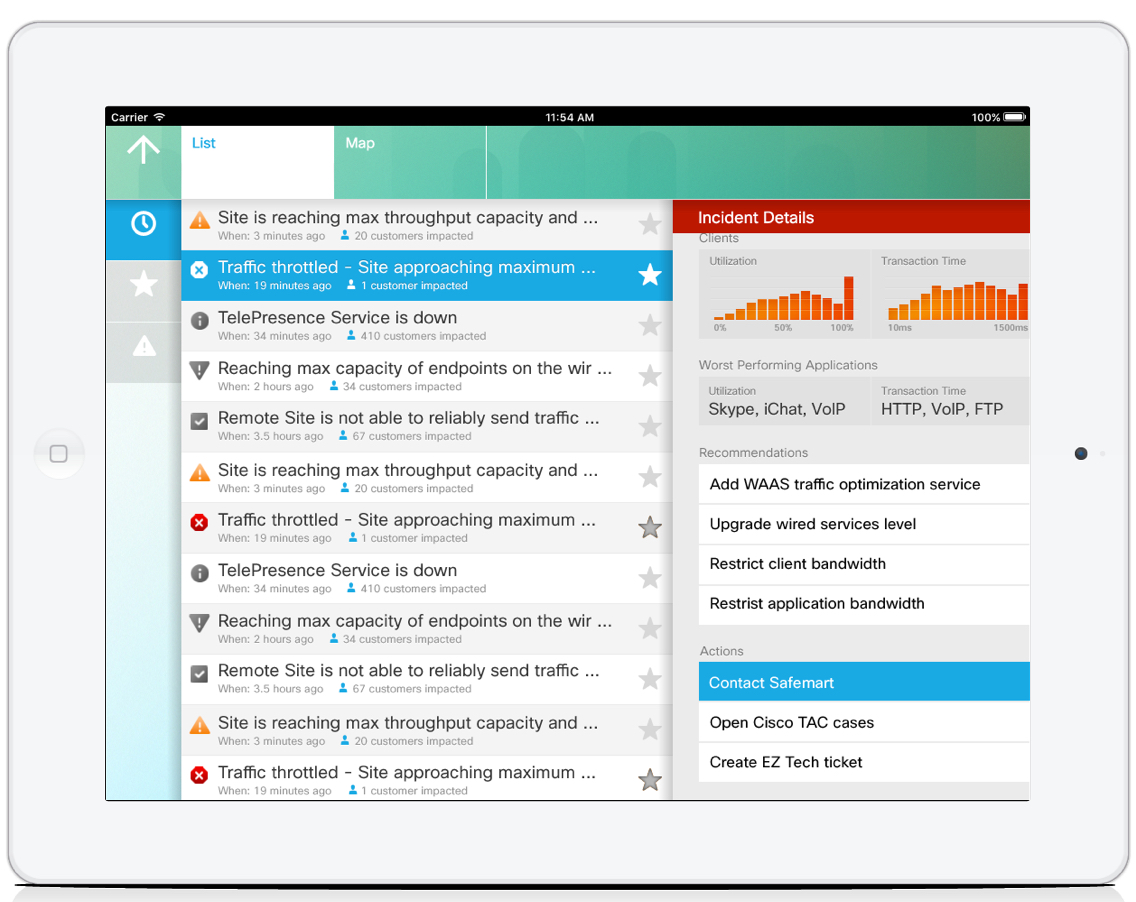 Carrier
11:54 AM
100%
List
Map
Site is reaching max throughput capacity and ...
When: 3 minutes ago 20 customers impacted
Traffic throttled - Site approaching maximum ...
When: 19 minutes ago 1 customer impacted
TelePresence Service is down
When: 34 minutes ago 410 customers impacted
Reaching max capacity of endpoints on the wir ...
When: 2 hours ago 34 customers impacted
Remote Site is not able to reliably send traffic ...
When: 3.5 hours ago 67 customers impacted
Site is reaching max throughput capacity and ...
When: 3 minutes ago 20 customers impacted
Traffic throttled - Site approaching maximum ...
When: 19 minutes ago 1 customer impacted
TelePresence Service is down
When: 34 minutes ago 410 customers impacted
Reaching max capacity of endpoints on the wir ...
When: 2 hours ago 34 customers impacted
Remote Site is not able to reliably send traffic ...
When: 3.5 hours ago 67 customers impacted
Site is reaching max throughput capacity and ...
When: 3 minutes ago 20 customers impacted
Traffic throttled - Site approaching maximum ...
When: 19 minutes ago 1 customer impacted
Incident Details
Clients
Utilization
0% 50% 100%
Transaction Time
10ms 1500ms
Worst Performing Applications
Utilization
Skype, iChat, VoIP
Transaction Time
HTTP, VoIP, FTP
Recommendations
Add WAAS traffic optimization service
Upgrade wired services level
Restrict client bandwidth
Restrist application bandwidth
Actions
Contact Safemart
Open Cisco TAC cases
Create EZ Tech ticket